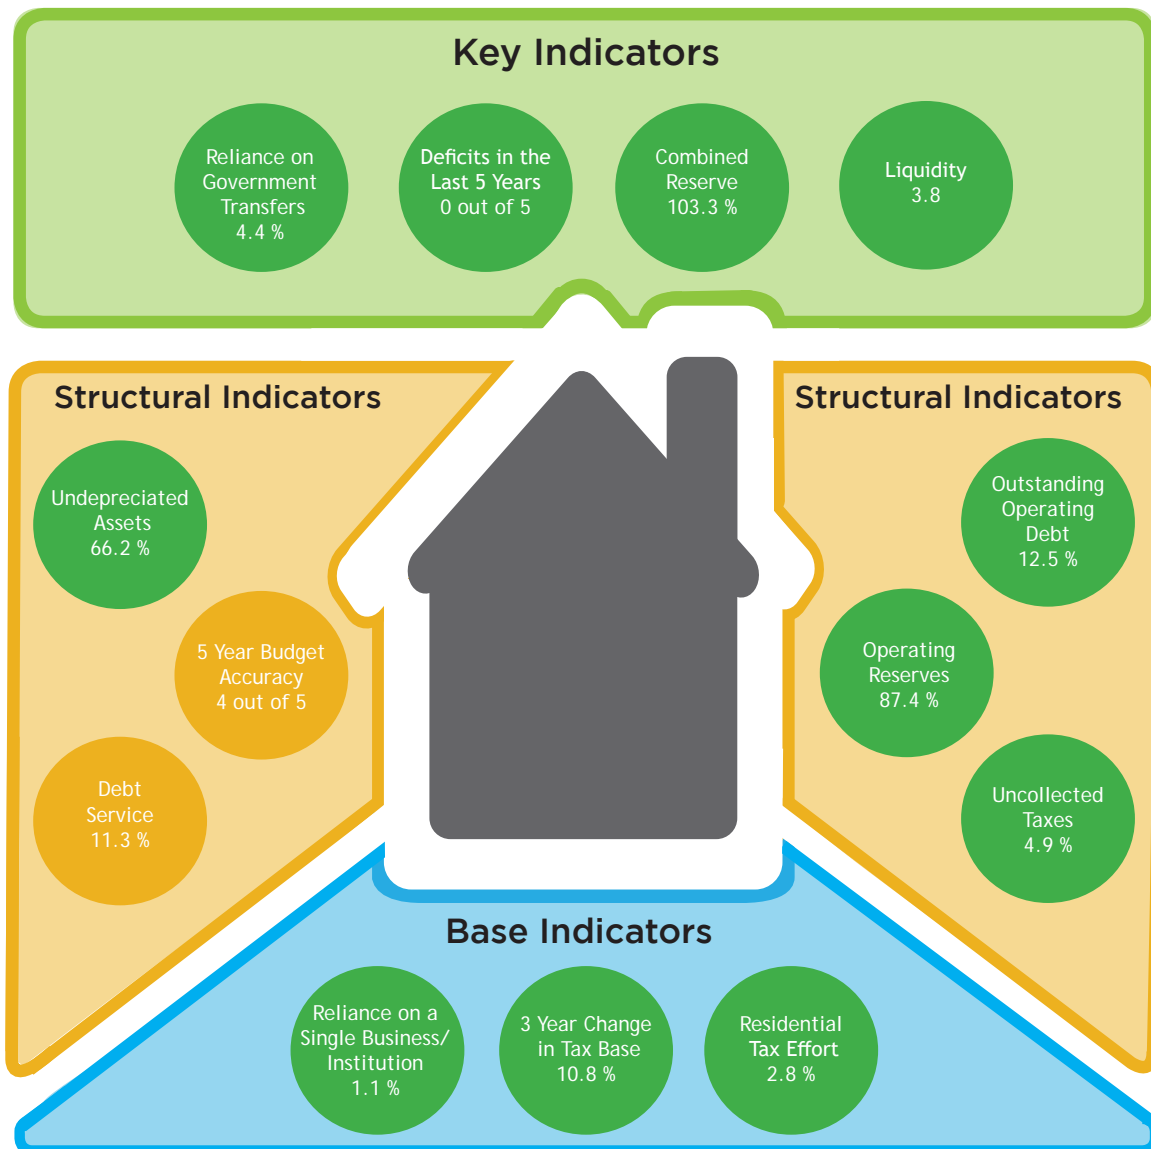 Key Indicators
Reliance on
Government
Transfers
4.4 %
Deficits in the
Last 5 Years
0 out of 5
Combined
Reserve
103.3 %
Liquidity
3.8
Structural Indicators
Undepreciated
Assets
66.2 %
5 Year Budget
Accuracy
4 out of 5
Debt
Service
11.3 %
Structural Indicators
Outstanding
Operating
Debt
12.5 %
Operating
Reserves
87.4 %
Uncollected
Taxes
4.9 %
Base Indicators
Reliance on a
Single Business/
Institution
1.1 %
3 Year Change
in Tax Base
10.8 %
Residential
Tax Effort
2.8 %